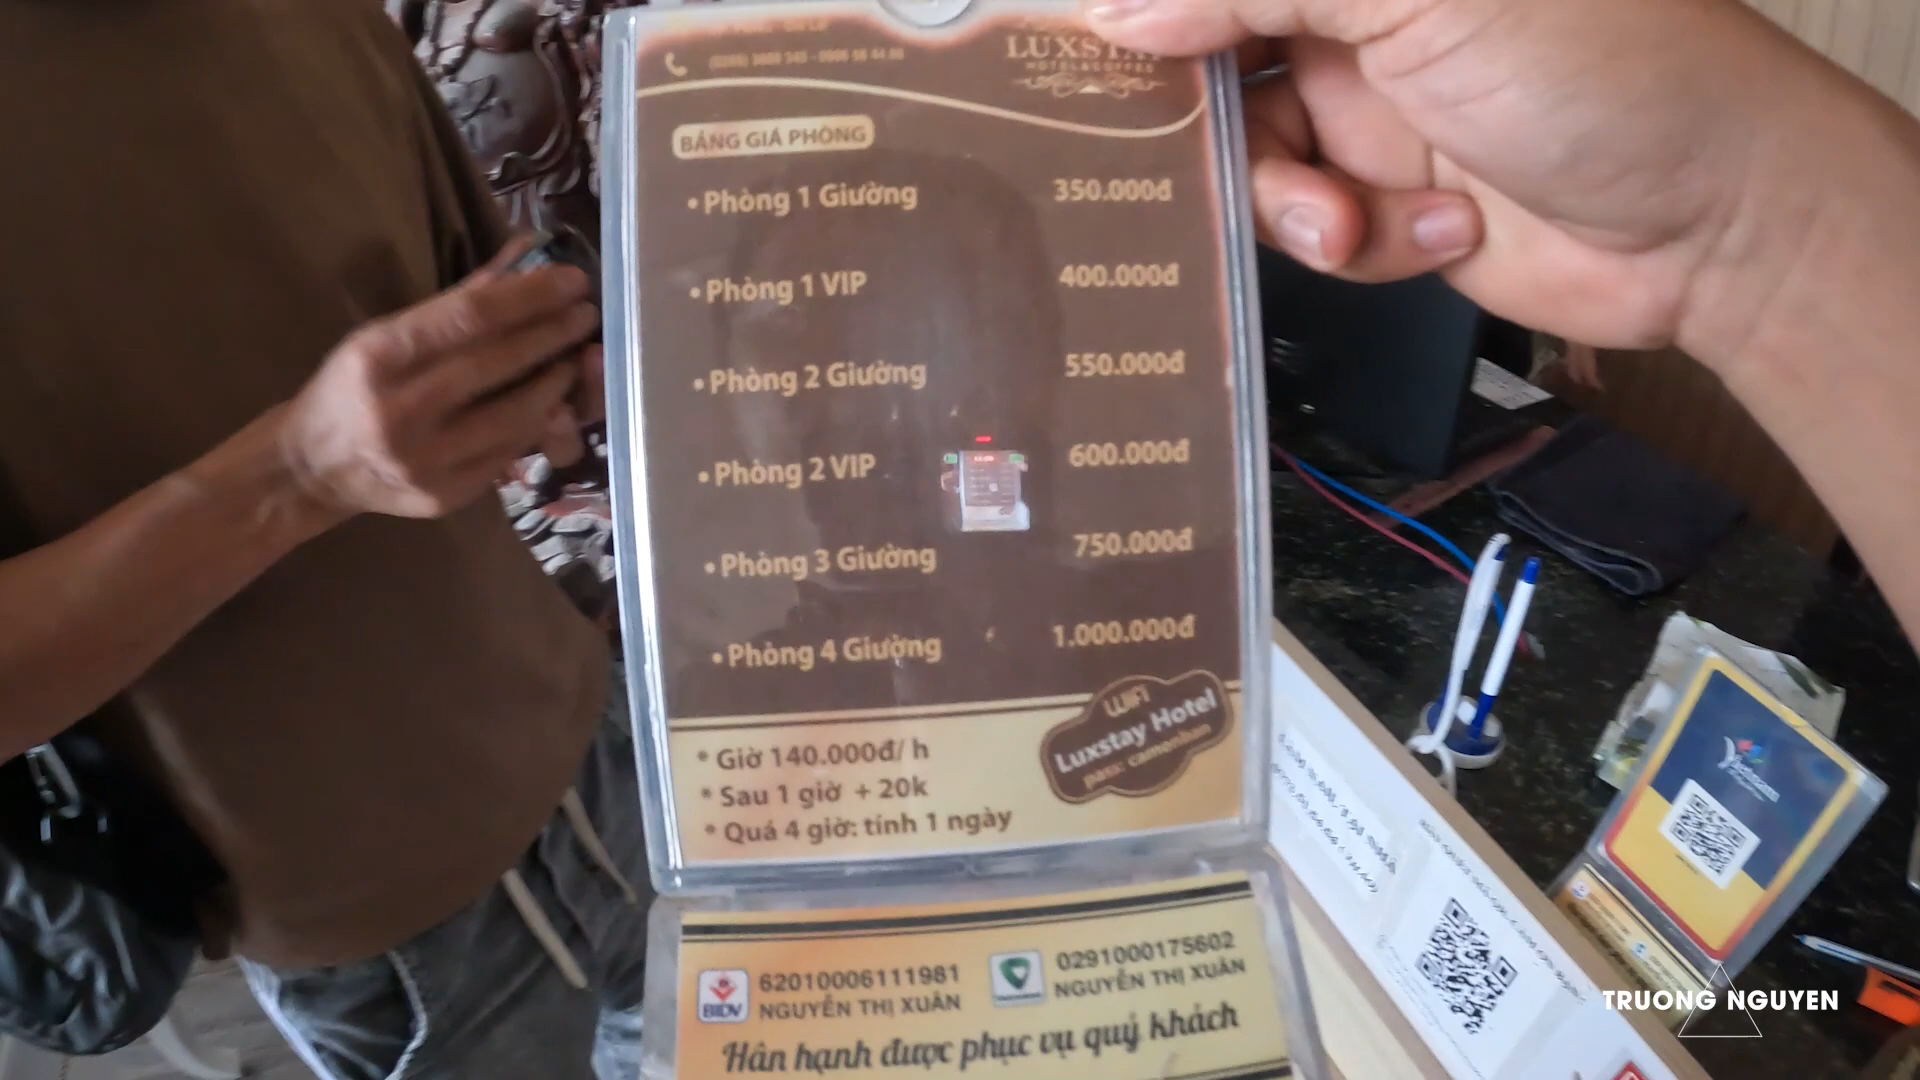 LUXSTAY
HOTEL & COFFEE
BẢNG GIÁ PHÒNG
• Phòng 1 Giường 350.000đ
• Phòng 1 VIP 400.000đ
• Phòng 2 Giường 550.000đ
• Phòng 2 VIP 600.000đ
• Phòng 3 Giường 750.000đ
• Phòng 4 Giường 1.000.000đ
WIFI
Luxstay Hotel
pass: camonban
* Giờ 140.000đ/ h
* Sau 1 giờ + 20k
* Quá 4 giờ: tính 1 ngày
BIDV
62010006111981
NGUYỄN THỊ XUÂN
0291000175602
NGUYỄN THỊ XUÂN
Hân hạnh được phục vụ quý khách
TRUONG NGUYEN